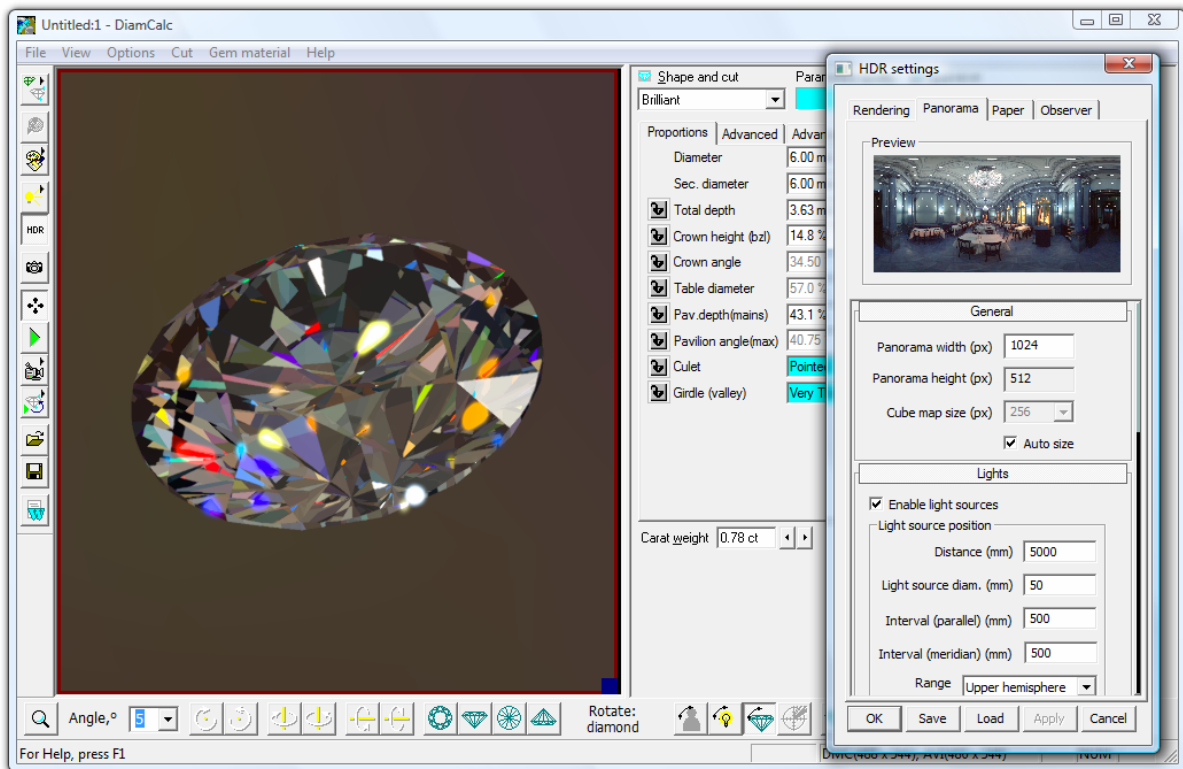 Untitled:1 - DiamCalc
File View Options Cut Gem material Help
HDR
Shape and cut
Brilliant
Proportions Advanced
Diameter 6.00
Sec. diameter 6.00
Total depth 3.63
Crown height (bzl) 14.8 %
Crown angle 34.50
Table diameter 57.0 %
Pav.depth(mains) 43.1 %
Pavilion angle(max) 40.75
Culet
Girdle (valley) Very
Carat weight 0.78 ct
HDR settings
Rendering Panorama Paper Observer
Preview
General
Panorama width (px) 1024
Panorama height (px) 512
Cube map size (px) 256
Auto size
Lights
Enable light sources
Light source position
Distance (mm) 5000
Light source diam. (mm) 50
Interval (parallel) (mm) 500
Interval (meridian) (mm) 500
Range Upper hemisphere
OK Save Load Apply Cancel
Angle,° 5
Rotate:
diamond
For Help, press F1
NUM